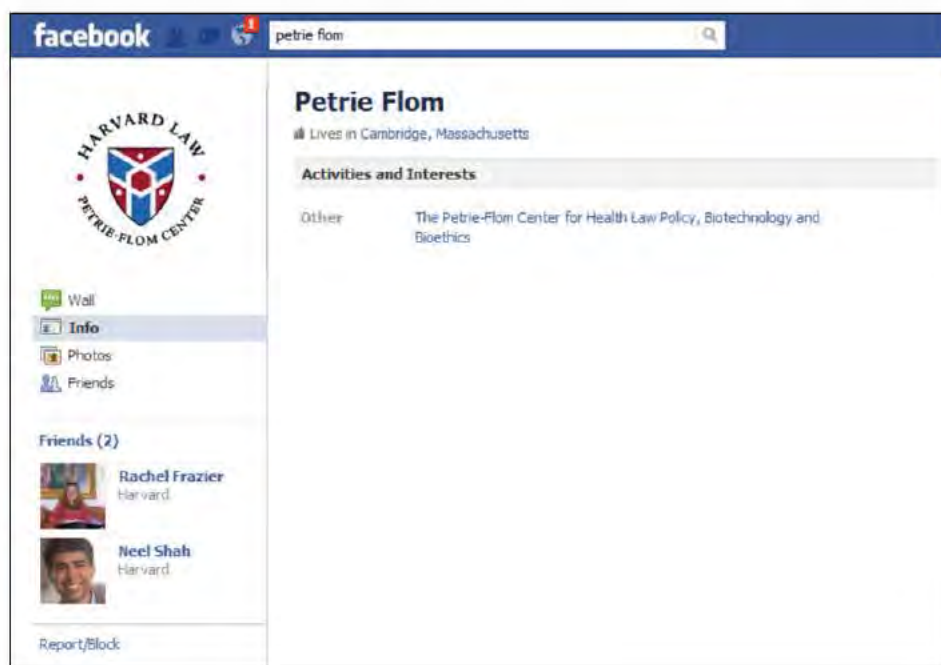 facebook
1
petrie flom
HARVARD LAW
PETRIE-FLOM CENTER
Petrie Flom
Lives in Cambridge, Massachusetts
Activities and Interests
Other
The Petrie-Flom Center for Health Law Policy, Biotechnology and
Bioethics
Wall
Info
Photos
Friends
Friends (2)
Rachel Frazier
Harvard
Neel Shah
Harvard
Report/Block